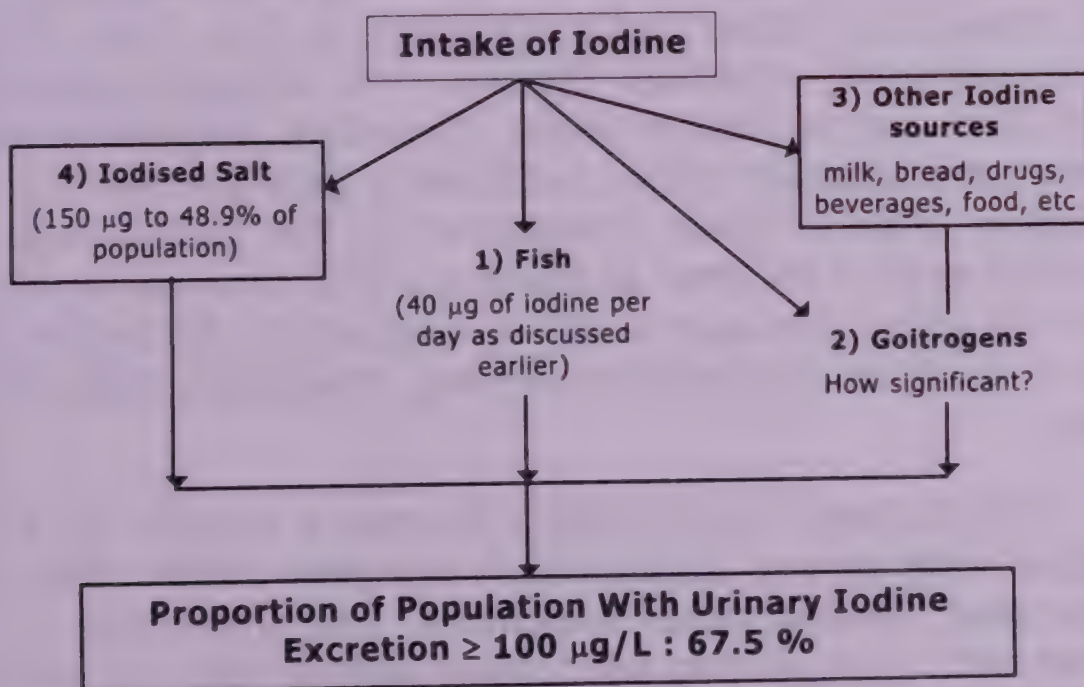 Intake of Iodine
4) Iodised Salt
(150 μg to 48.9% of
population)
1) Fish
(40 μg of iodine per
day as discussed
earlier)
3) Other Iodine
sources
milk, bread, drugs,
beverages, food, etc
2) Goitrogens
How significant?
Proportion of Population With Urinary Iodine
Excretion ≥ 100 μg/L : 67.5 %